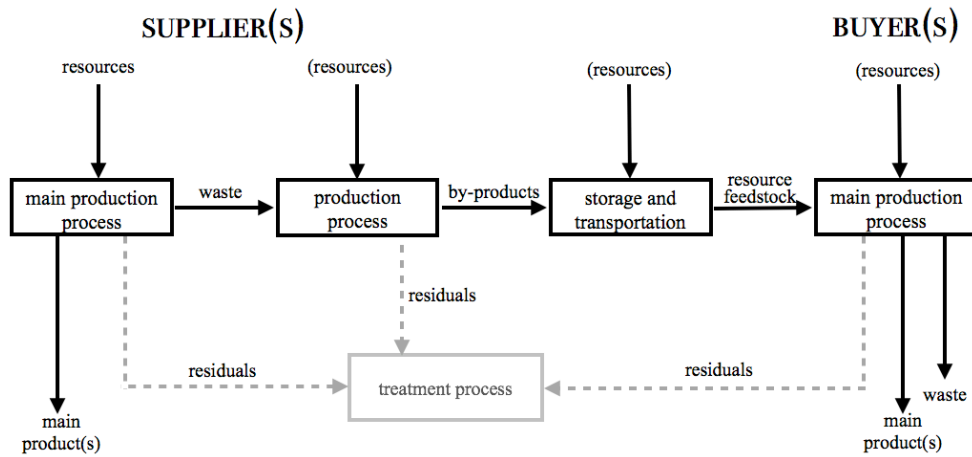 SUPPLIER(S)
BUYER(S)
resources
(resources)
(resources)
(resources)
main production
process
waste
production
process
by-products
storage and
transportation
resource
feedstock
main production
process
residuals
residuals
residuals
treatment process
main
product(s)
main
product(s)
waste